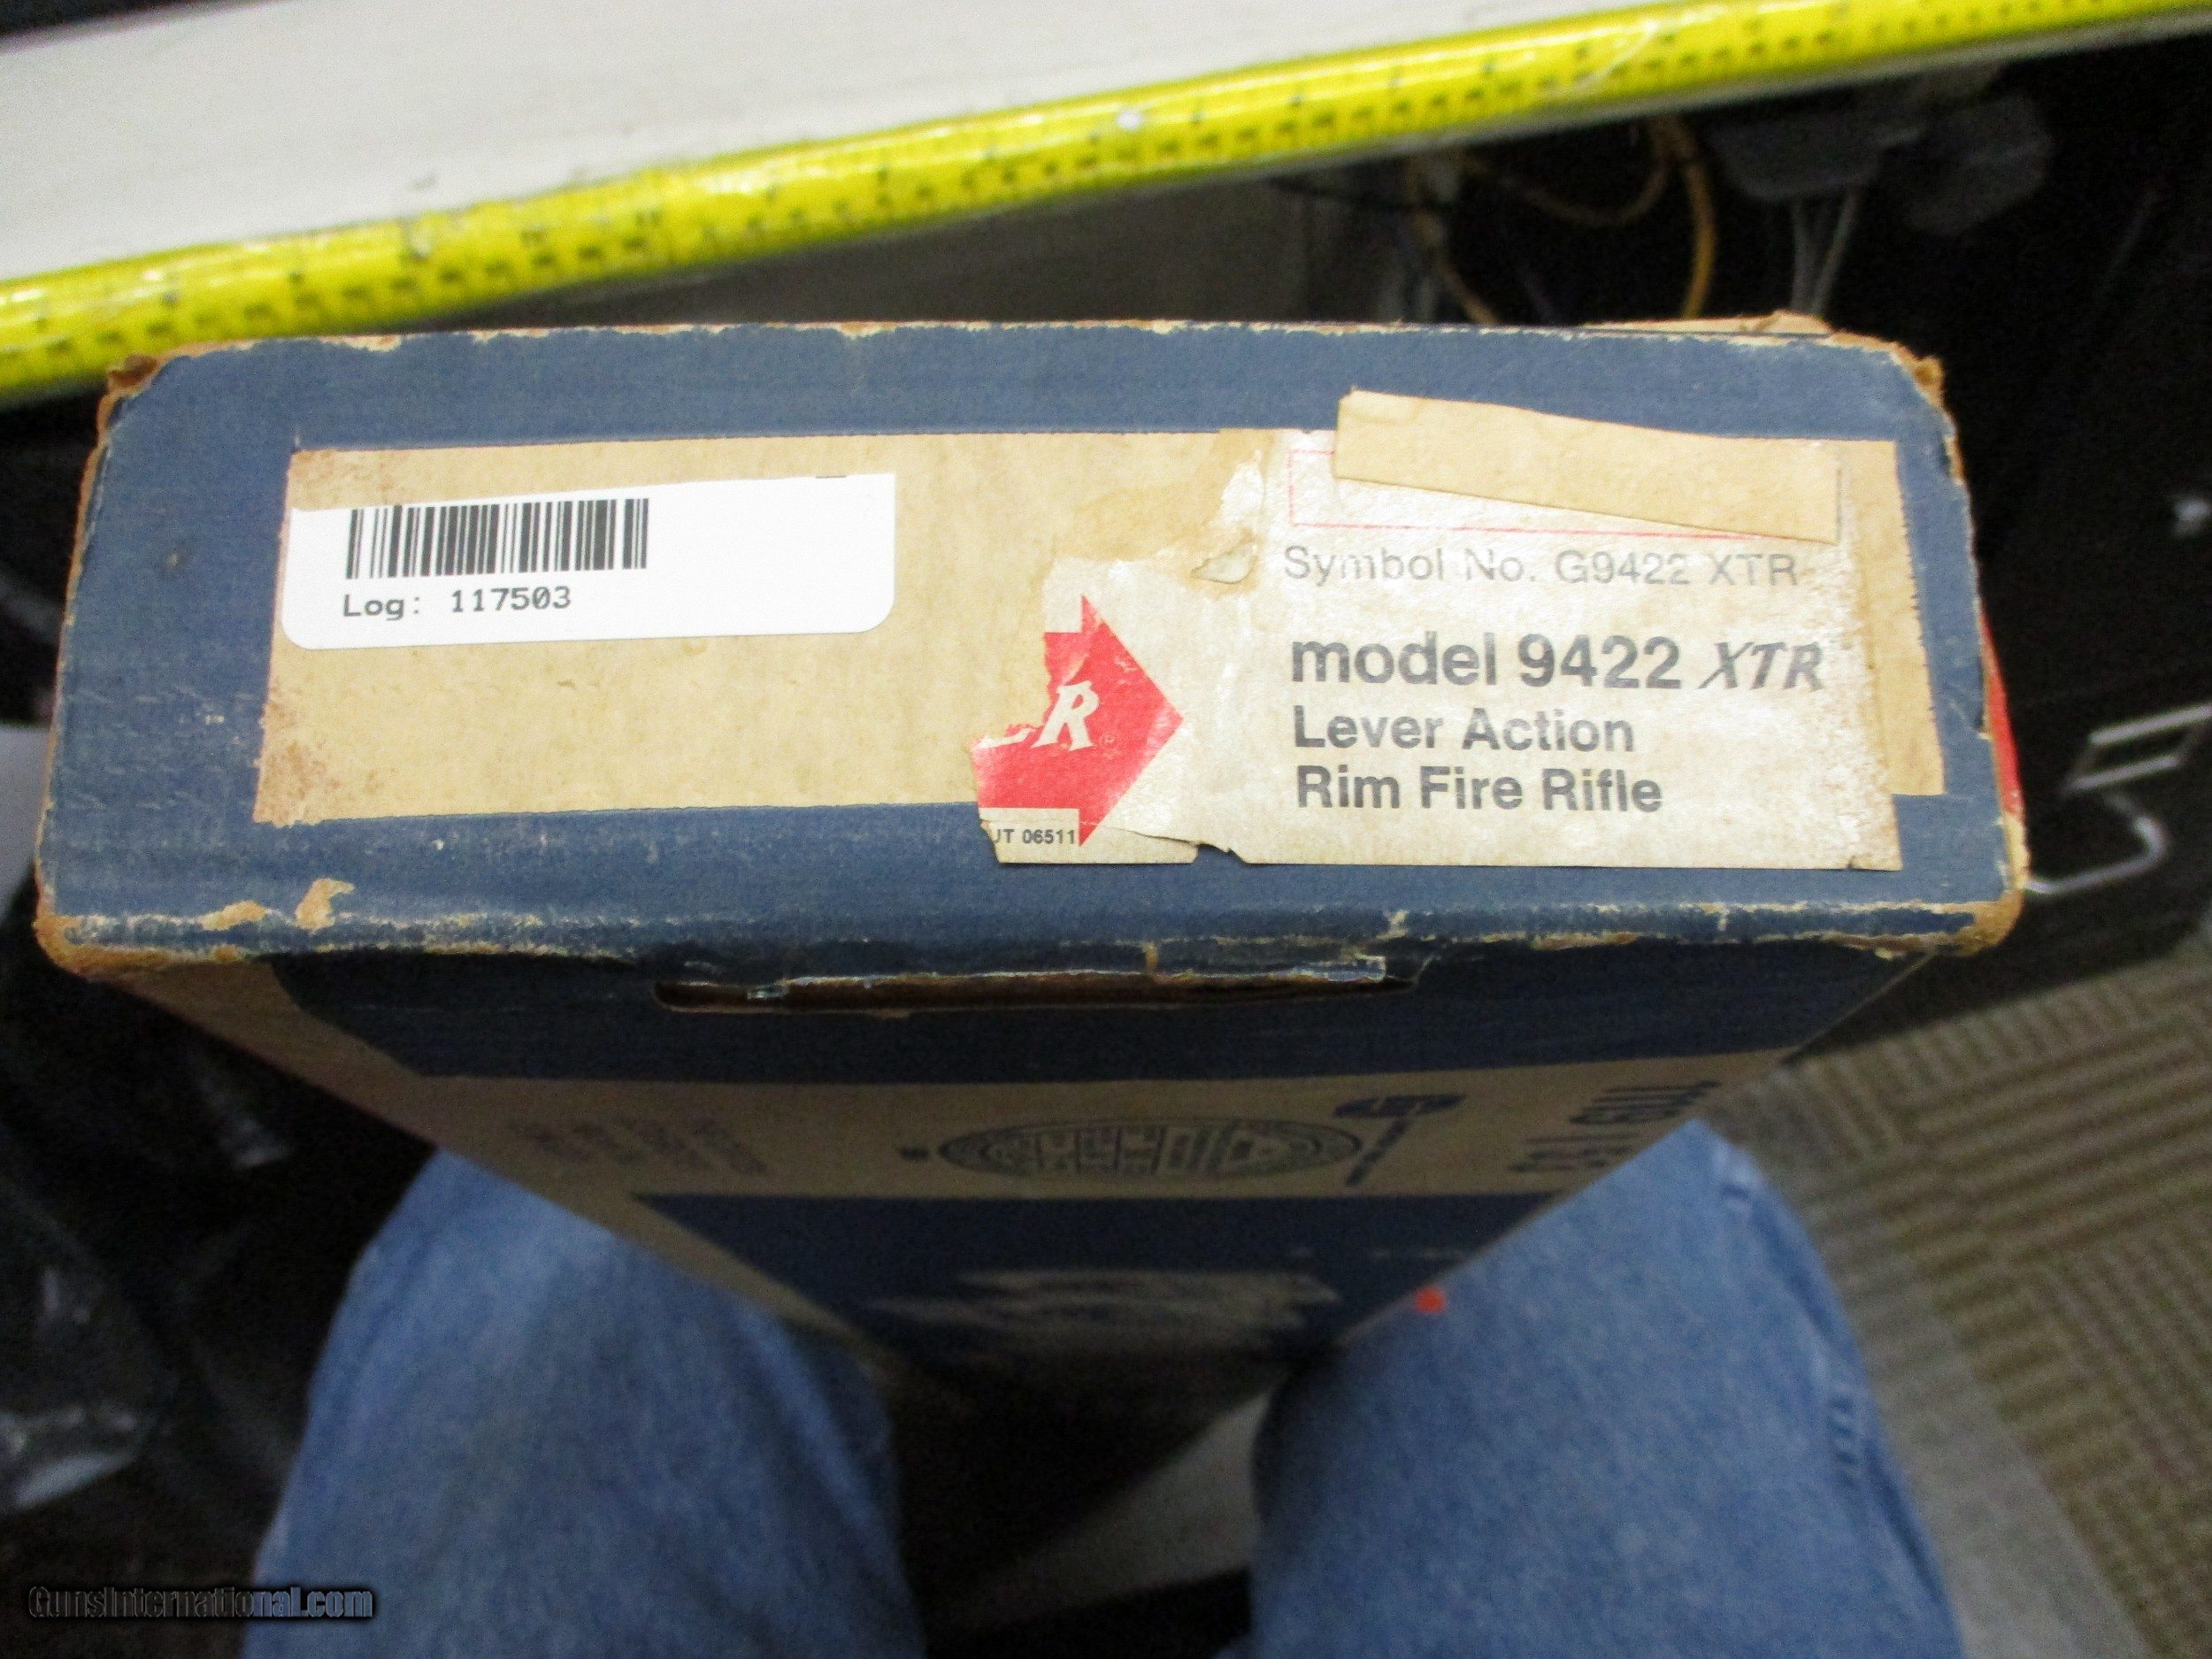 Log: 117503
Symbol No. G9422 XTR
model 9422 XTR
Lever Action
Rim Fire Rifle
R®
UT 06511
GunsInternational.com